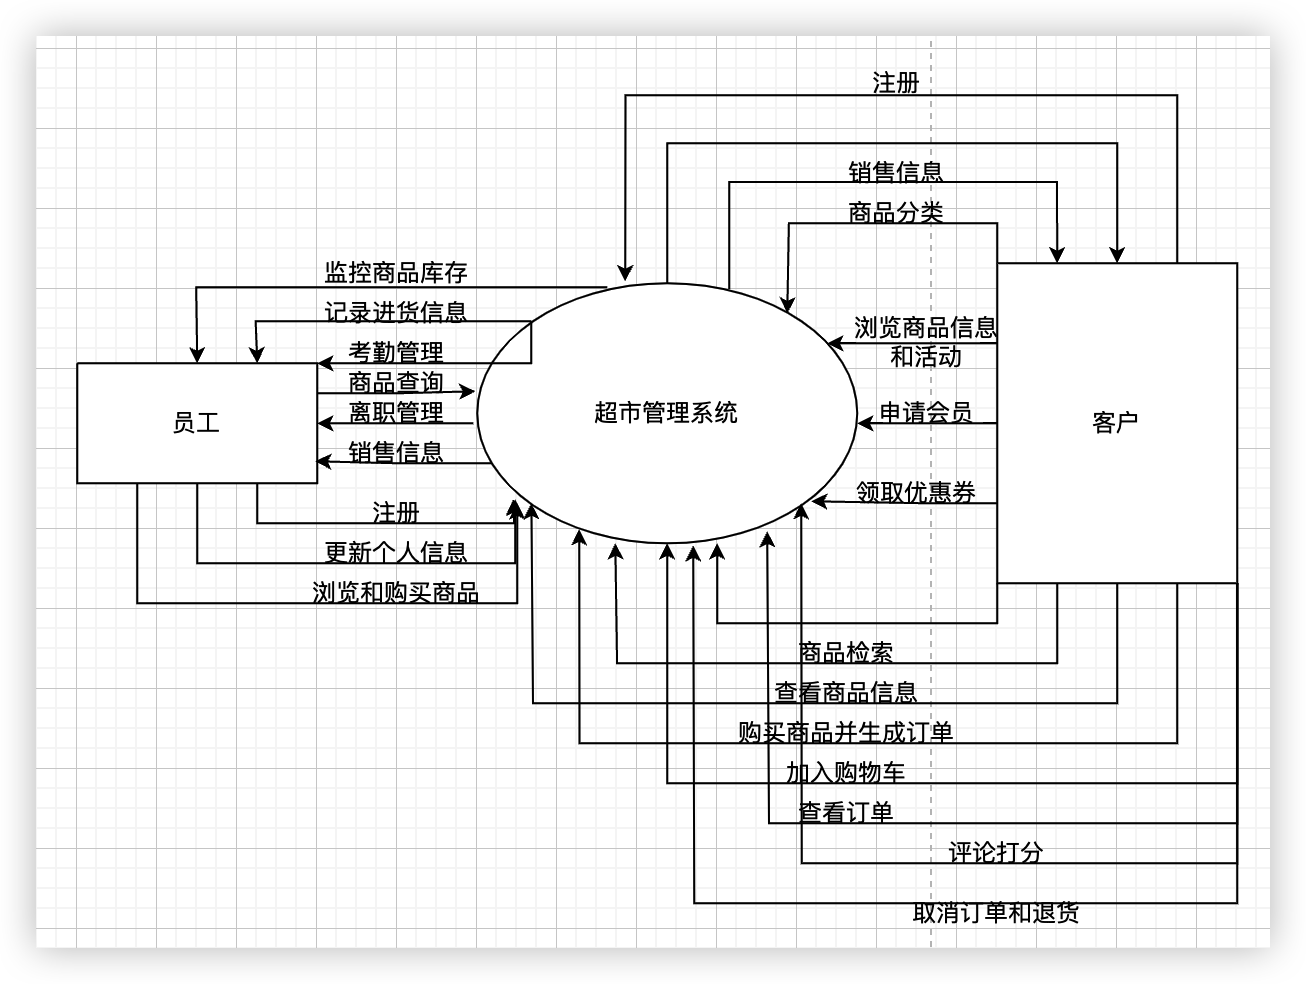 注册
销售信息
商品分类
监控商品库存
记录进货信息
考勤管理
商品查询
离职管理
销售信息
员工
超市管理系统
浏览商品信息
和活动
申请会员
领取优惠券
客户
注册
更新个人信息
浏览和购买商品
商品检索
查看商品信息
购买商品并生成订单
加入购物车
查看订单
评论打分
取消订单和退货